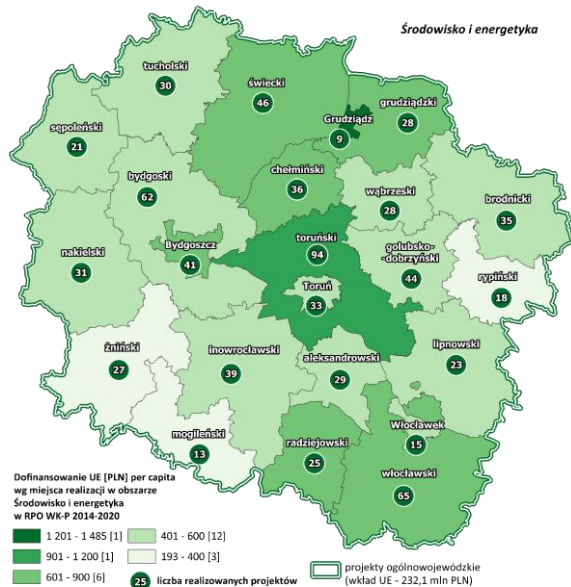 Środowisko i energetyka
tucholski
30
świecki
46
grudziądzki
28
Grudziądz
9
sępoleński
21
chełmiński
36
bydgoski
62
wąbrzeski
28
brodnicki
35
toruński
94
Bydgoszcz
41
golubsko-
-dobrzyński
44
nakielski
31
rypiński
18
Toruń
33
żniński
27
inowrocławski
39
aleksandrowski
29
lipnowski
23
mogileński
13
radziejowski
25
Włocławek
15
włocławski
65
Dofinansowanie UE [PLN] per capita
wg miejsca realizacji w obszarze
Środowisko i energetyka
w RPO WK-P 2014-2020
1 201 - 1 485 [1]
901 - 1 200 [1]
601 - 900 [6]
401 - 600 [12]
193 - 400 [3]
25 liczba realizowanych projektów
projekty ogólnowojewódzkie
(wkład UE - 232,1 mln PLN)